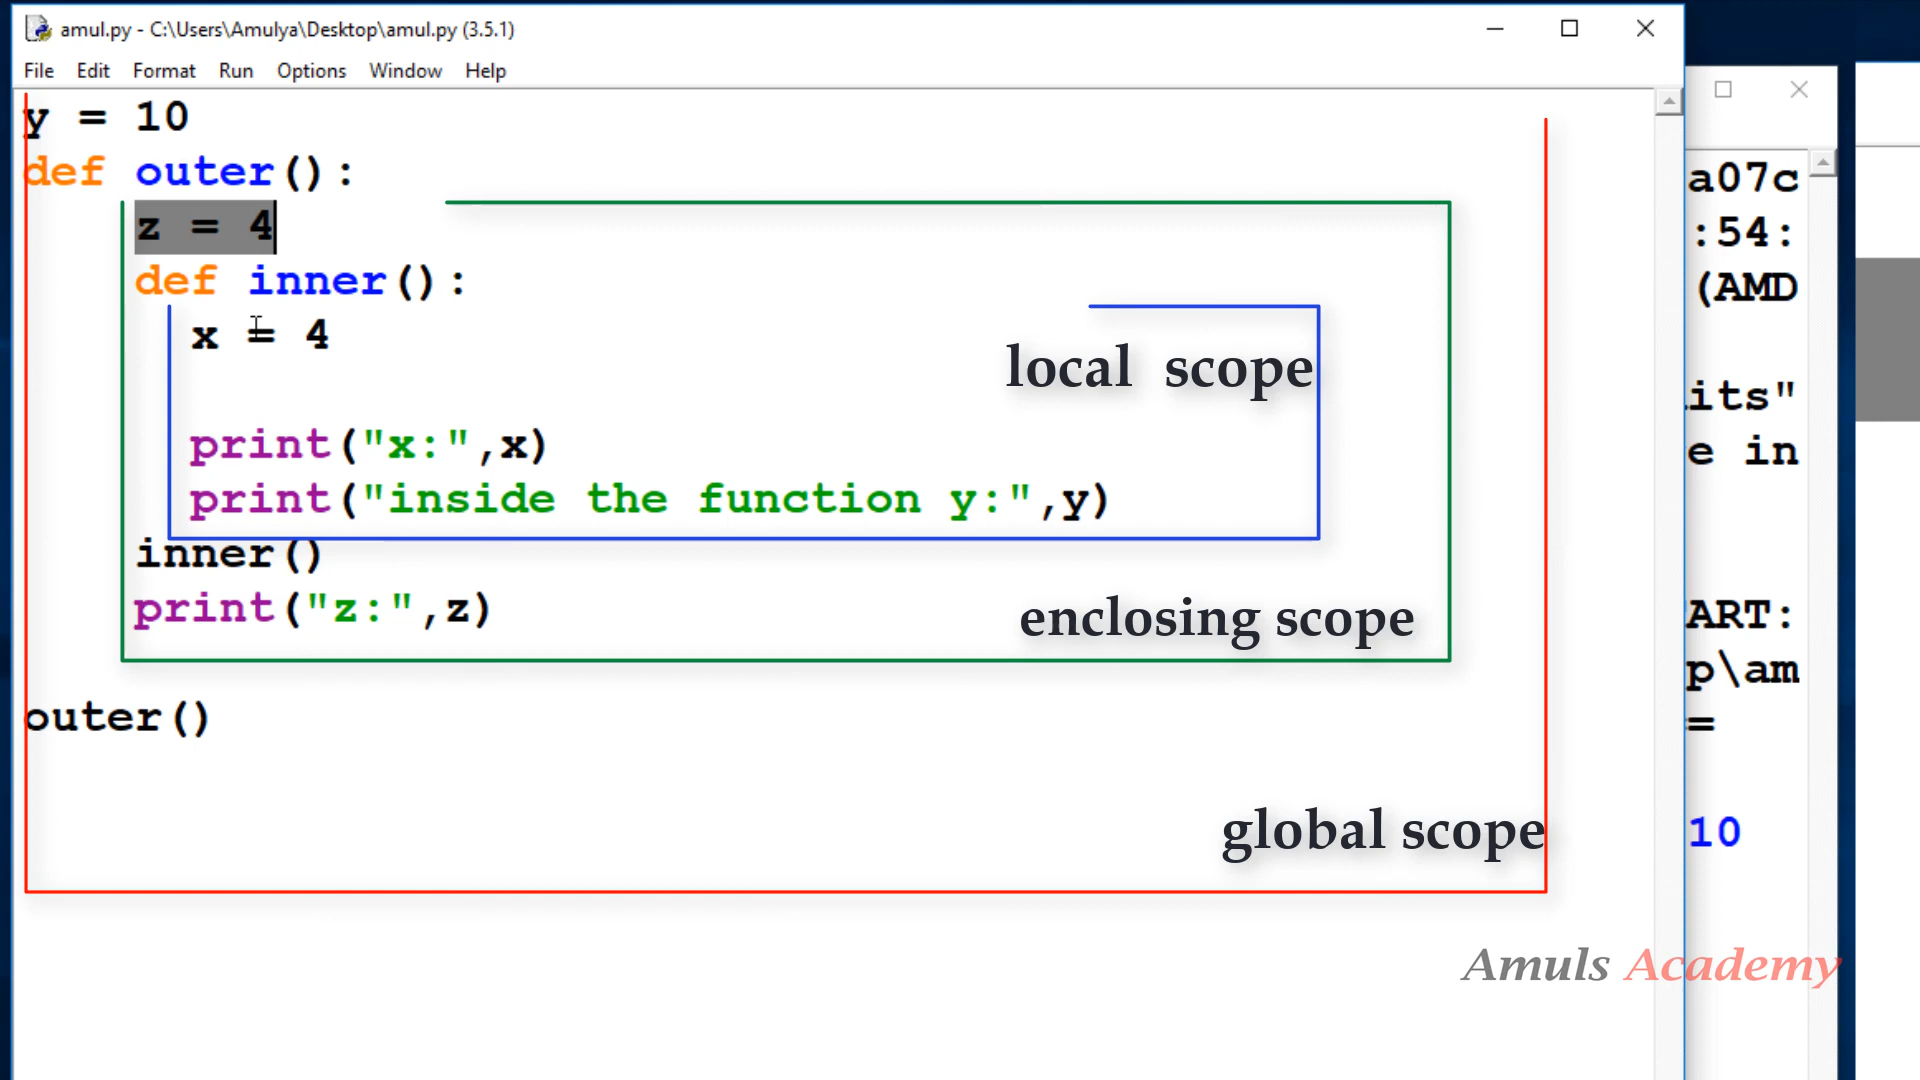 amul.py - C:\Users\Amulya\Desktop\amul.py (3.5.1)
File Edit Format Run Options Window Help
y = 10
def outer():
z = 4
def inner():
x = 4
print("x:",x)
print("inside the function y:",y)
inner()
print("z:",z)
outer()
local scope
enclosing scope
global scope
a07c
:54:
(AMD
its"
e in
ART:
p\am
=
10
Amuls Academy